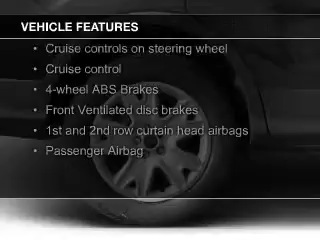 VEHICLE FEATURES
• Cruise controls on steering wheel
• Cruise control
• 4-wheel ABS Brakes
• Front Ventilated disc brakes
• 1st and 2nd row curtain head airbags
• Passenger Airbag